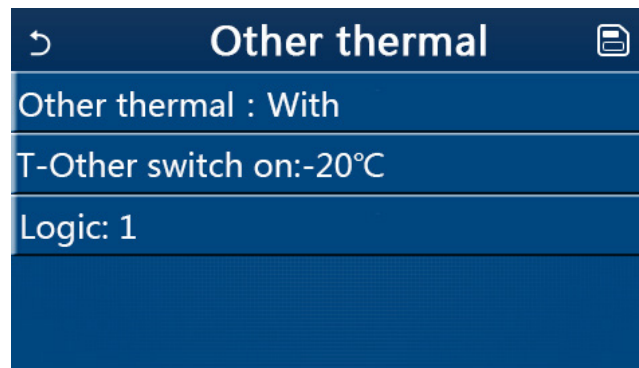 Other thermal
Other thermal : With
T-Other switch on:-20℃
Logic: 1